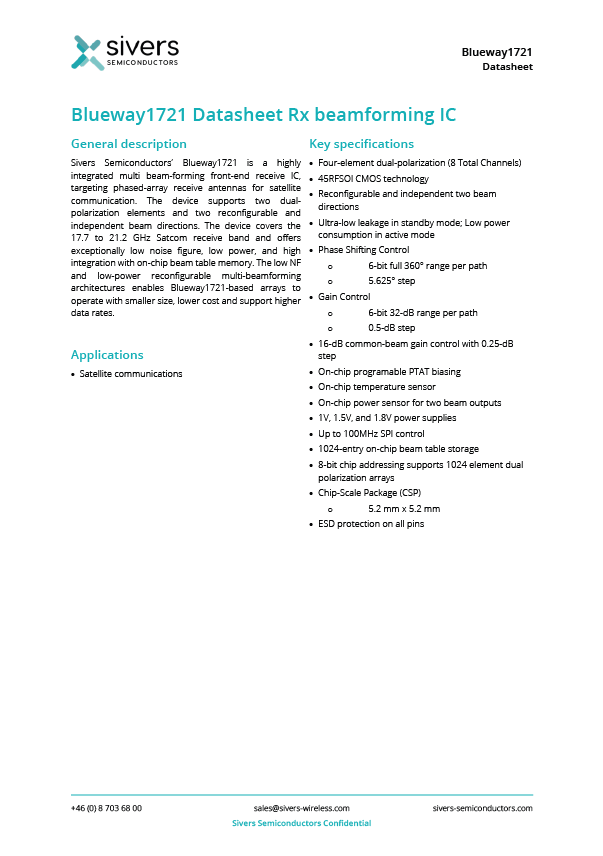 sivers
SEMICONDUCTORS
Blueway1721
Datasheet
Blueway1721 Datasheet Rx beamforming IC
General description
Sivers Semiconductors’ Blueway1721 is a highly
integrated multi beam-forming front-end receive IC,
targeting phased-array receive antennas for satellite
communication. The device supports two dual-
polarization elements and two reconfigurable and
independent beam directions. The device covers the
17.7 to 21.2 GHz Satcom receive band and offers
exceptionally low noise figure, low power, and high
integration with on-chip beam table memory. The low NF
and low-power reconfigurable multi-beamforming
architectures enables Blueway1721-based arrays to
operate with smaller size, lower cost and support higher
data rates.
Applications
• Satellite communications
Key specifications
• Four-element dual-polarization (8 Total Channels)
• 45RFSOI CMOS technology
• Reconfigurable and independent two beam
directions
• Ultra-low leakage in standby mode; Low power
consumption in active mode
• Phase Shifting Control
o 6-bit full 360° range per path
o 5.625° step
• Gain Control
o 6-bit 32-dB range per path
o 0.5-dB step
• 16-dB common-beam gain control with 0.25-dB
step
• On-chip programable PTAT biasing
• On-chip temperature sensor
• On-chip power sensor for two beam outputs
• 1V, 1.5V, and 1.8V power supplies
• Up to 100MHz SPI control
• 1024-entry on-chip beam table storage
• 8-bit chip addressing supports 1024 element dual
polarization arrays
• Chip-Scale Package (CSP)
o 5.2 mm x 5.2 mm
• ESD protection on all pins
+46 (0) 8 703 68 00
sales@sivers-wireless.com
sivers-semiconductors.com
Sivers Semiconductors Confidential